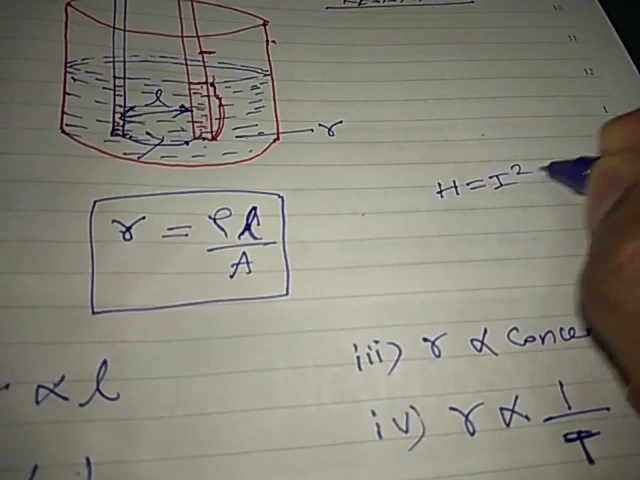 l
r
H = I²
r = ρl/A
∝ l
iii) r ∝ conce
iv) r ∝ 1/T